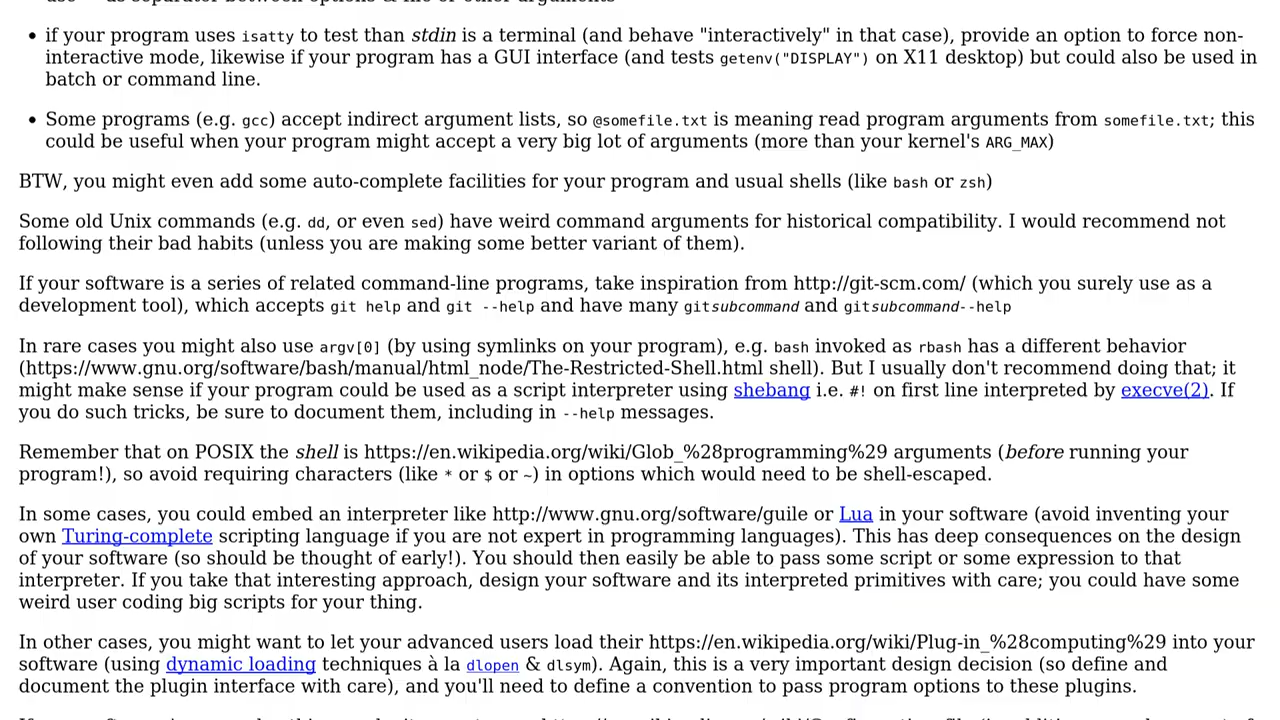 if your program uses isatty to test than stdin is a terminal (and behave "interactively" in that case), provide an option to force non-
interactive mode, likewise if your program has a GUI interface (and tests getenv("DISPLAY") on X11 desktop) but could also be used in
batch or command line.
Some programs (e.g. gcc) accept indirect argument lists, so @somefile.txt is meaning read program arguments from somefile.txt; this
could be useful when your program might accept a very big lot of arguments (more than your kernel's ARG_MAX)
BTW, you might even add some auto-complete facilities for your program and usual shells (like bash or zsh)
Some old Unix commands (e.g. dd, or even sed) have weird command arguments for historical compatibility. I would recommend not
following their bad habits (unless you are making some better variant of them).
If your software is a series of related command-line programs, take inspiration from http://git-scm.com/ (which you surely use as a
development tool), which accepts git help and git --help and have many gitsubcommand and gitsubcommand--help
In rare cases you might also use argv[0] (by using symlinks on your program), e.g. bash invoked as rbash has a different behavior
(https://www.gnu.org/software/bash/manual/html_node/The-Restricted-Shell.html shell). But I usually don't recommend doing that; it
might make sense if your program could be used as a script interpreter using shebang i.e. #! on first line interpreted by execve(2). If
you do such tricks, be sure to document them, including in --help messages.
Remember that on POSIX the shell is https://en.wikipedia.org/wiki/Glob_%28programming%29 arguments (before running your
program!), so avoid requiring characters (like * or $ or ~) in options which would need to be shell-escaped.
In some cases, you could embed an interpreter like http://www.gnu.org/software/guile or Lua in your software (avoid inventing your
own Turing-complete scripting language if you are not expert in programming languages). This has deep consequences on the design
of your software (so should be thought of early!). You should then easily be able to pass some script or some expression to that
interpreter. If you take that interesting approach, design your software and its interpreted primitives with care; you could have some
weird user coding big scripts for your thing.
In other cases, you might want to let your advanced users load their https://en.wikipedia.org/wiki/Plug-in_%28computing%29 into your
software (using dynamic loading techniques à la dlopen & dlsym). Again, this is a very important design decision (so define and
document the plugin interface with care), and you'll need to define a convention to pass program options to these plugins.